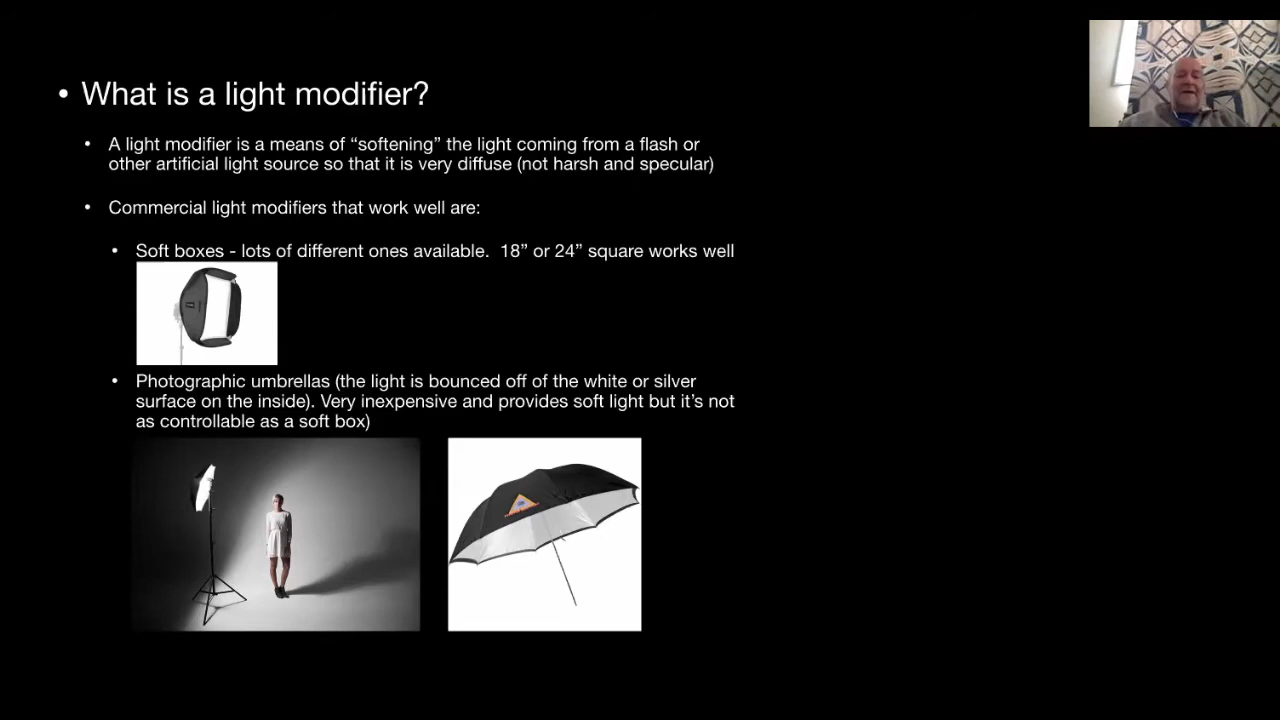 • What is a light modifier?
• A light modifier is a means of “softening” the light coming from a flash or
other artificial light source so that it is very diffuse (not harsh and specular)
• Commercial light modifiers that work well are:
• Soft boxes - lots of different ones available.  18” or 24” square works well
• Photographic umbrellas (the light is bounced off of the white or silver
surface on the inside). Very inexpensive and provides soft light but it’s not
as controllable as a soft box)